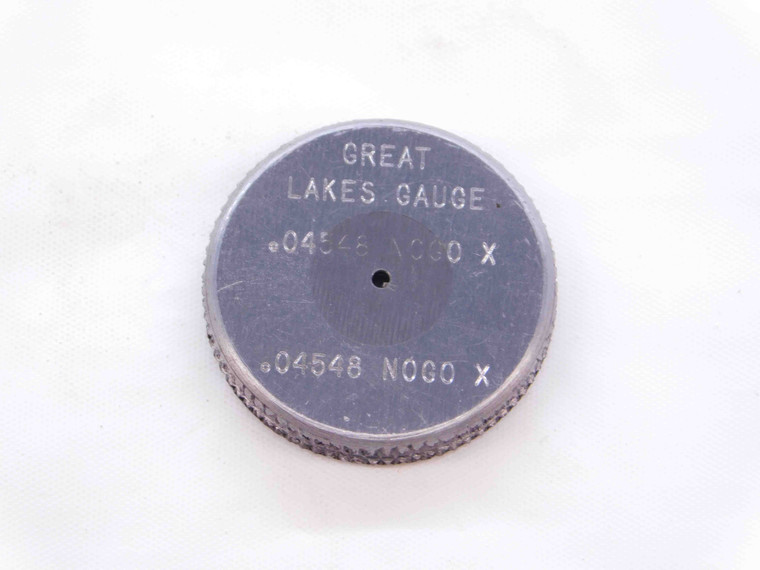 GREAT
LAKES GAUGE
.04548 NOGO X
.04548 NOGO X